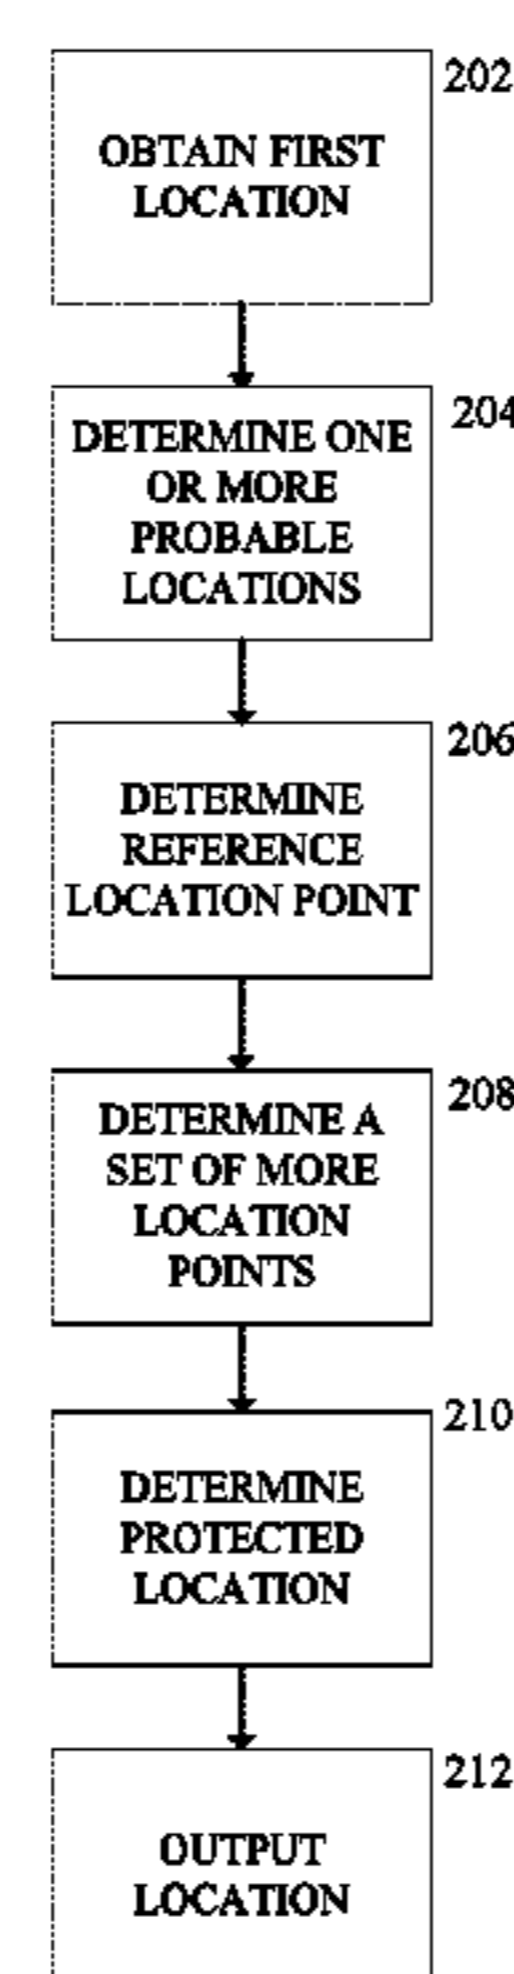 202
OBTAIN FIRST
LOCATION
204
DETERMINE ONE
OR MORE
PROBABLE
LOCATIONS
206
DETERMINE
REFERENCE
LOCATION POINT
208
DETERMINE A
SET OF MORE
LOCATION
POINTS
210
DETERMINE
PROTECTED
LOCATION
212
OUTPUT
LOCATION